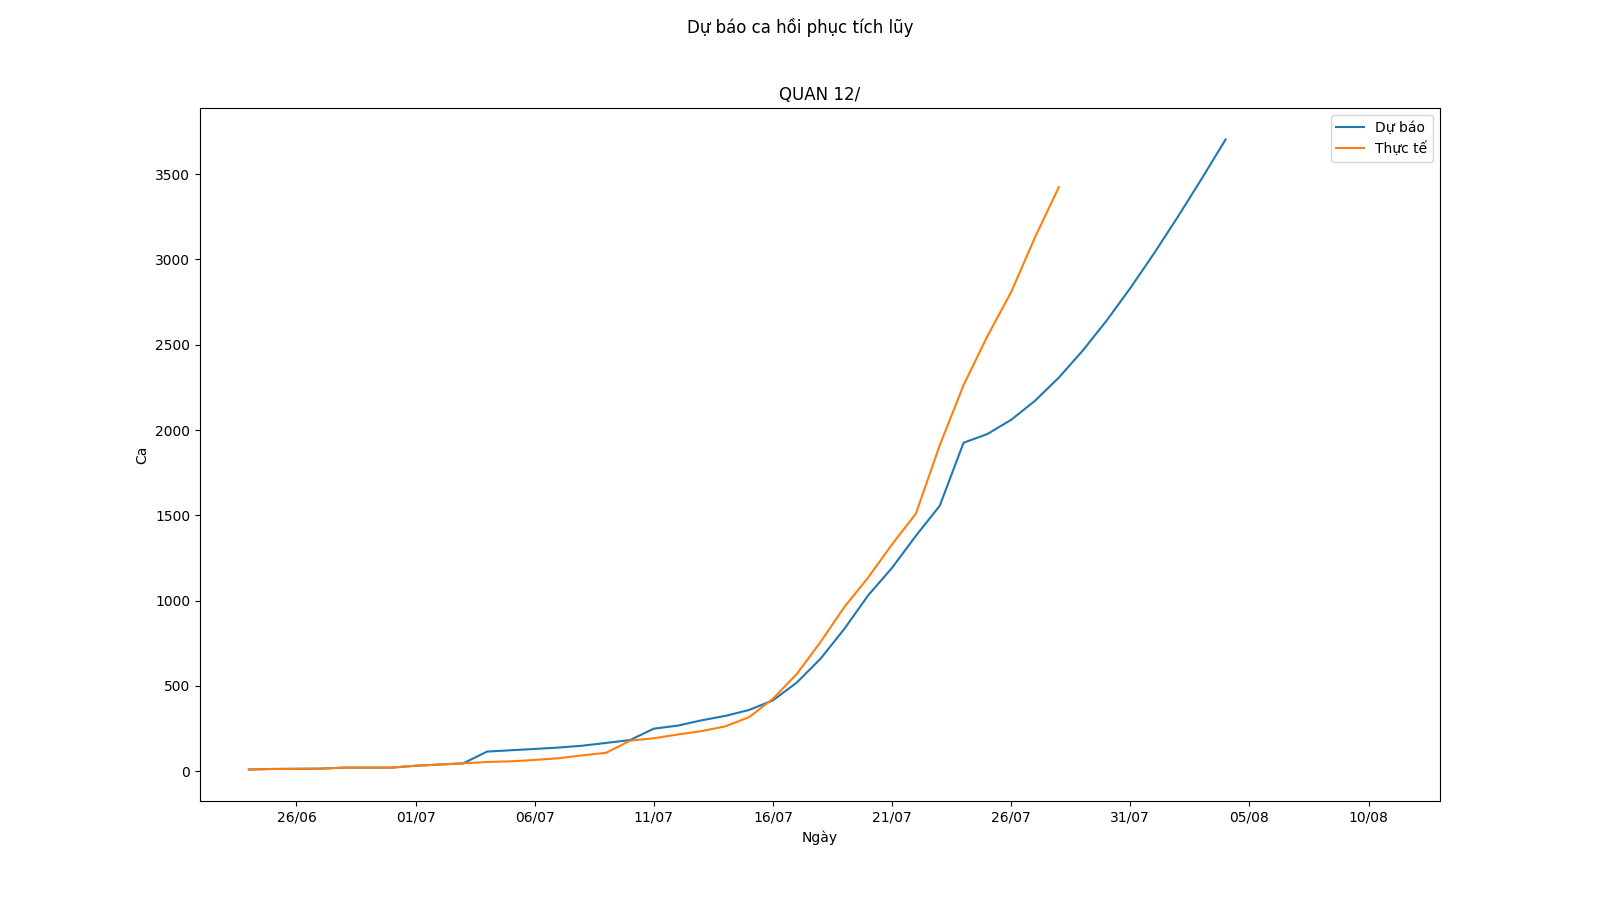 Dự báo ca hồi phục tích lũy
QUAN 12/
Dự báo
Thực tế
3500
3000
2500
2000
1500
1000
500
0
Ca
26/06 01/07 06/07 11/07 16/07 21/07 26/07 31/07 05/08 10/08
Ngày